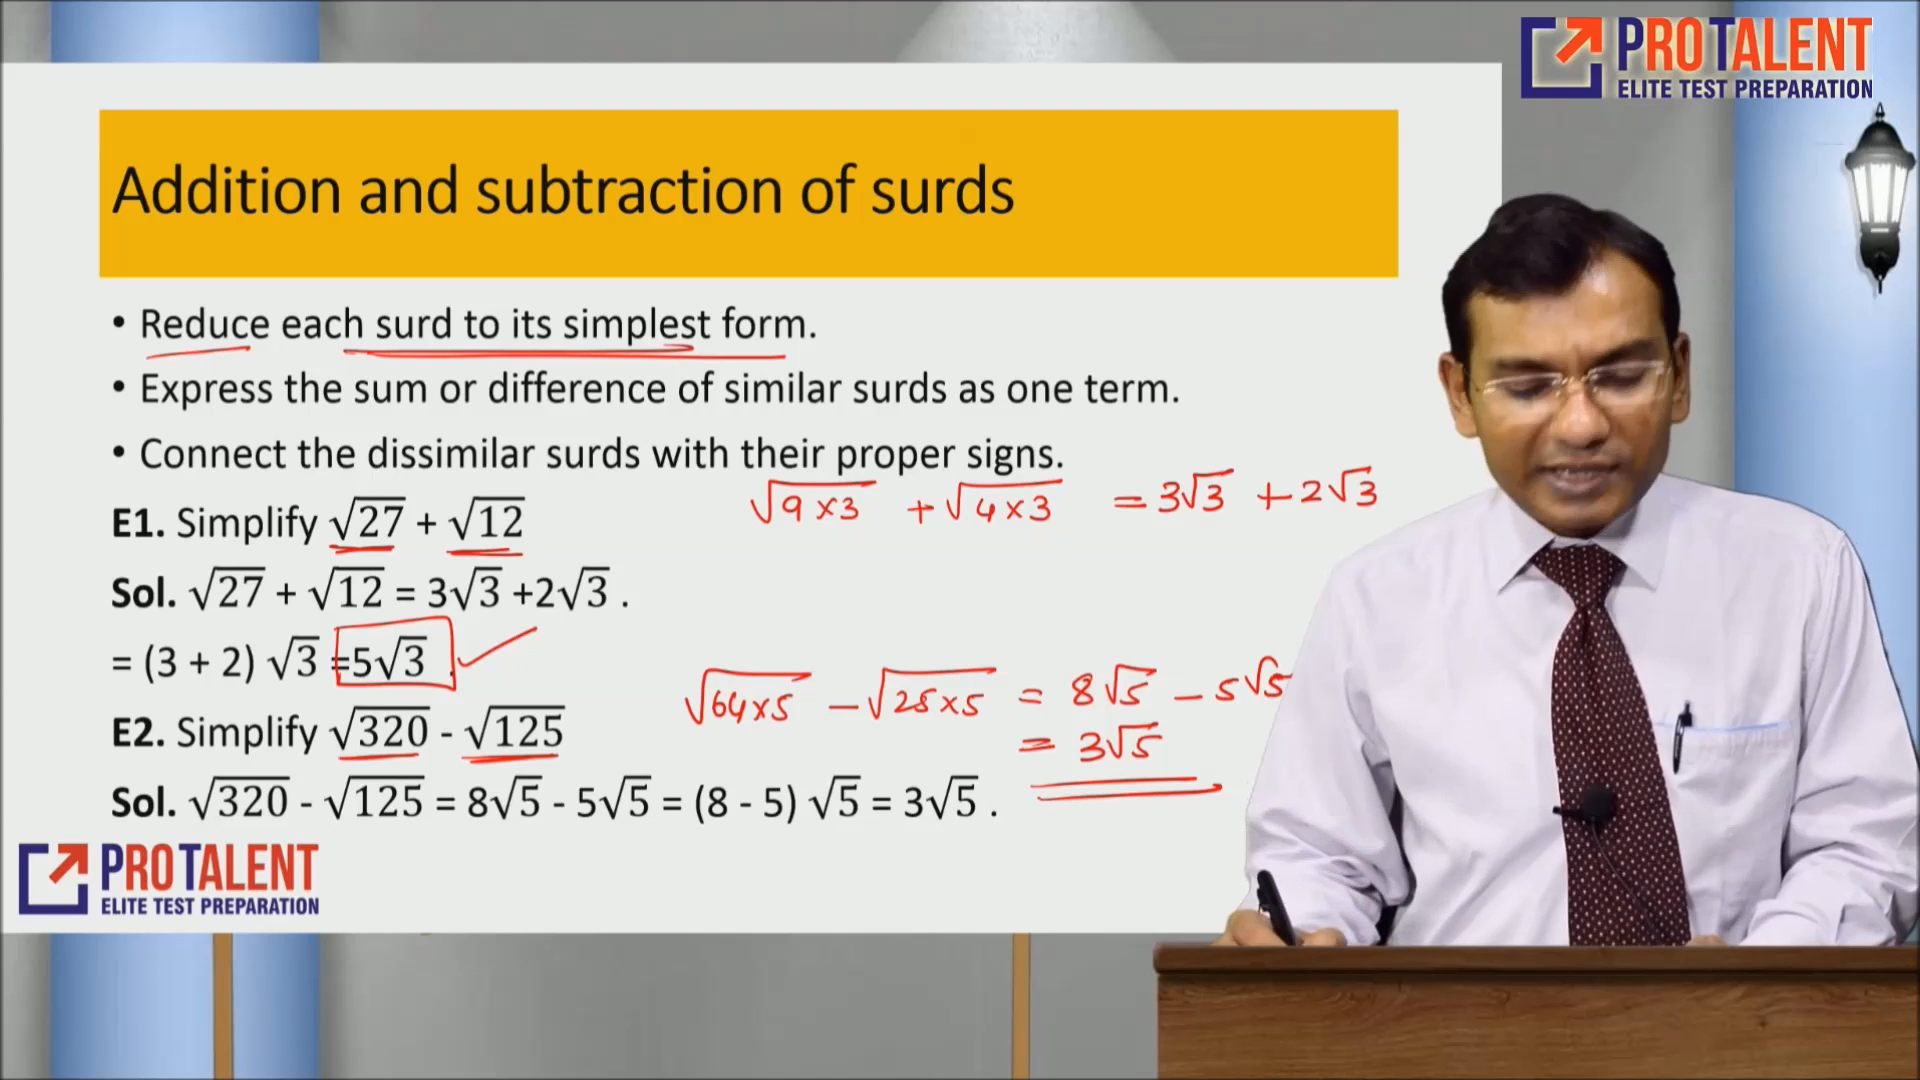 PRO TALENT
ELITE TEST PREPARATION
Addition and subtraction of surds
• Reduce each surd to its simplest form.
• Express the sum or difference of similar surds as one term.
• Connect the dissimilar surds with their proper signs.
√9×3 + √4×3 = 3√3 + 2√3
E1. Simplify √27 + √12
Sol. √27 + √12 = 3√3 +2√3 .
= (3 + 2) √3 =5√3 .
√64×5 − √25×5 = 8√5 − 5√5
E2. Simplify √320 - √125
= 3√5
Sol. √320 - √125 = 8√5 - 5√5 = (8 - 5) √5 = 3√5 .
PRO TALENT
ELITE TEST PREPARATION